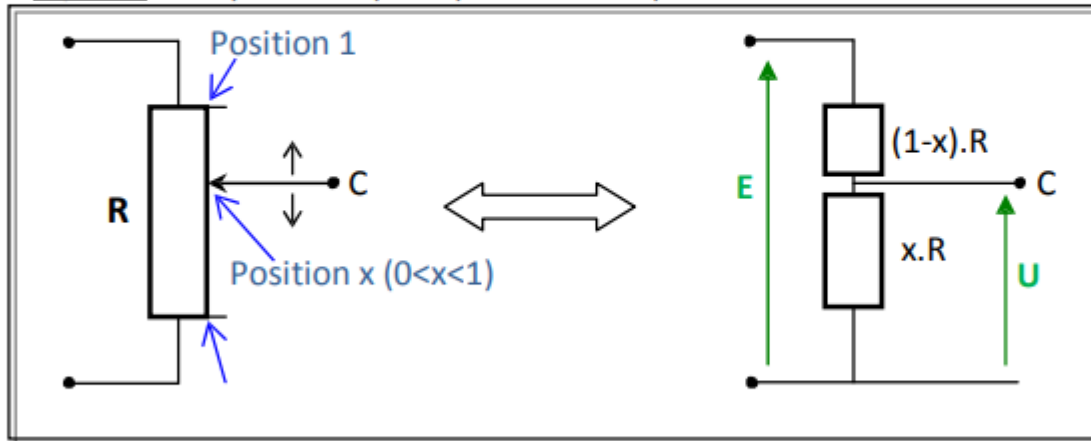 Position 1
C
R
Position x (0<x<1)
E
(1-x).R
C
x.R
U